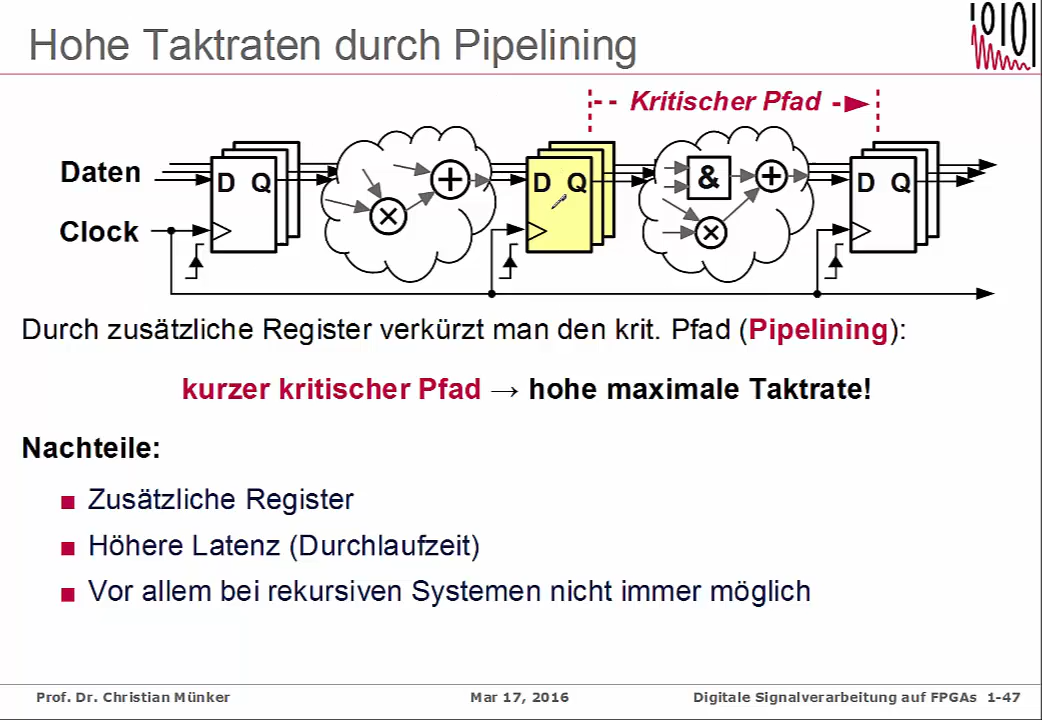 Hohe Taktraten durch Pipelining
Kritischer Pfad
Daten
D Q
+
×
D Q
&
+
×
D Q
Clock
Durch zusätzliche Register verkürzt man den krit. Pfad (Pipelining):
kurzer kritischer Pfad → hohe maximale Taktrate!
Nachteile:
Zusätzliche Register
Höhere Latenz (Durchlaufzeit)
Vor allem bei rekursiven Systemen nicht immer möglich
Prof. Dr. Christian Münker
Mar 17, 2016
Digitale Signalverarbeitung auf FPGAs 1-47